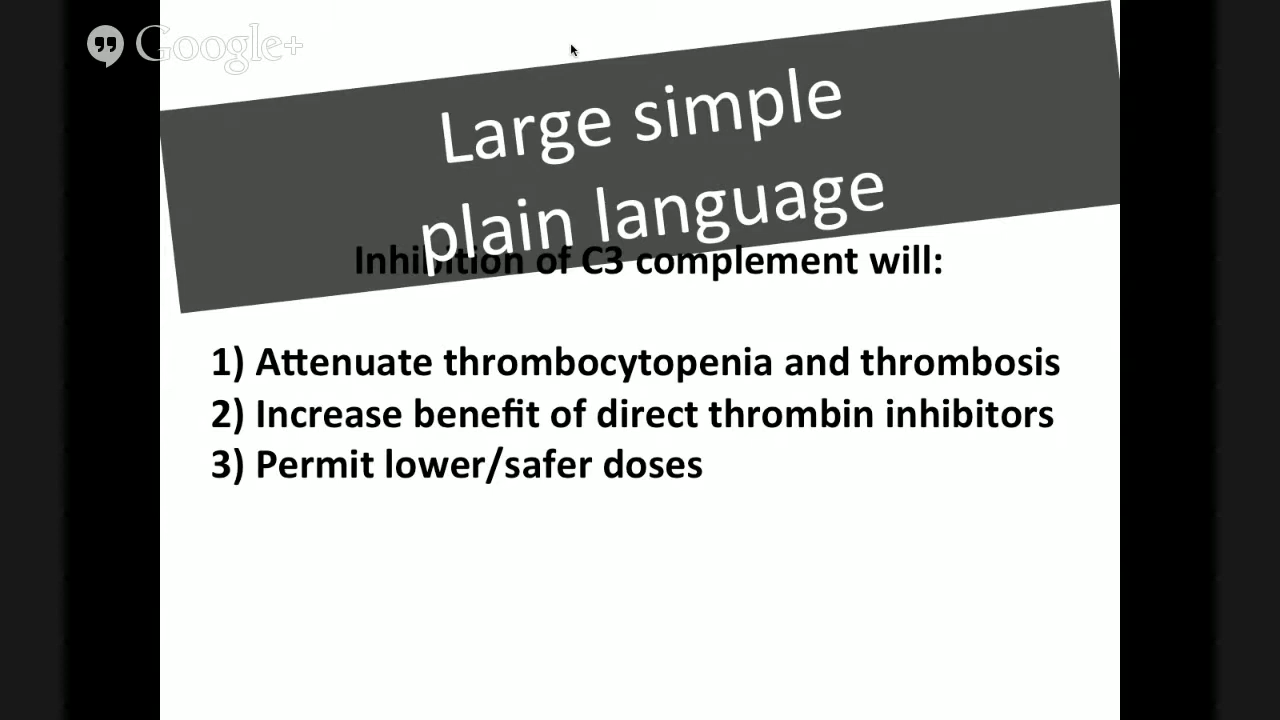 Google+
Large simple
plain language
Inhibition of C3 complement will:
1) Attenuate thrombocytopenia and thrombosis
2) Increase benefit of direct thrombin inhibitors
3) Permit lower/safer doses